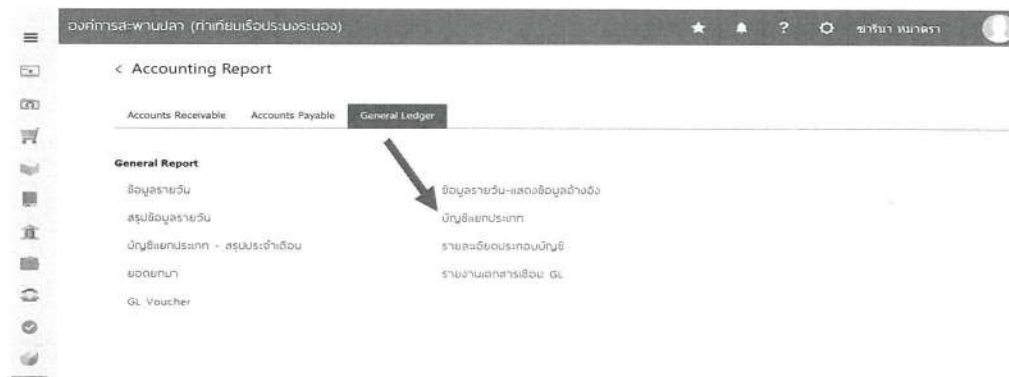 องค์การสะพานปลา (ท่าเทียบเรือประมงระนอง) ? ซารีนา หมาดรา
< Accounting Report
Accounts Receivable Accounts Payable General Ledger
General Report
ข้อมูลรายวัน ข้อมูลรายวัน-แสดงข้อมูลอ้างอิง
สรุปข้อมูลรายวัน บัญชีแยกประเภท
บัญชีแยกประเภท - สรุปประจำเดือน รายละเอียดประกอบบัญชี
ยอดยกมา รายงานเอกสารเชื่อม GL
GL Voucher